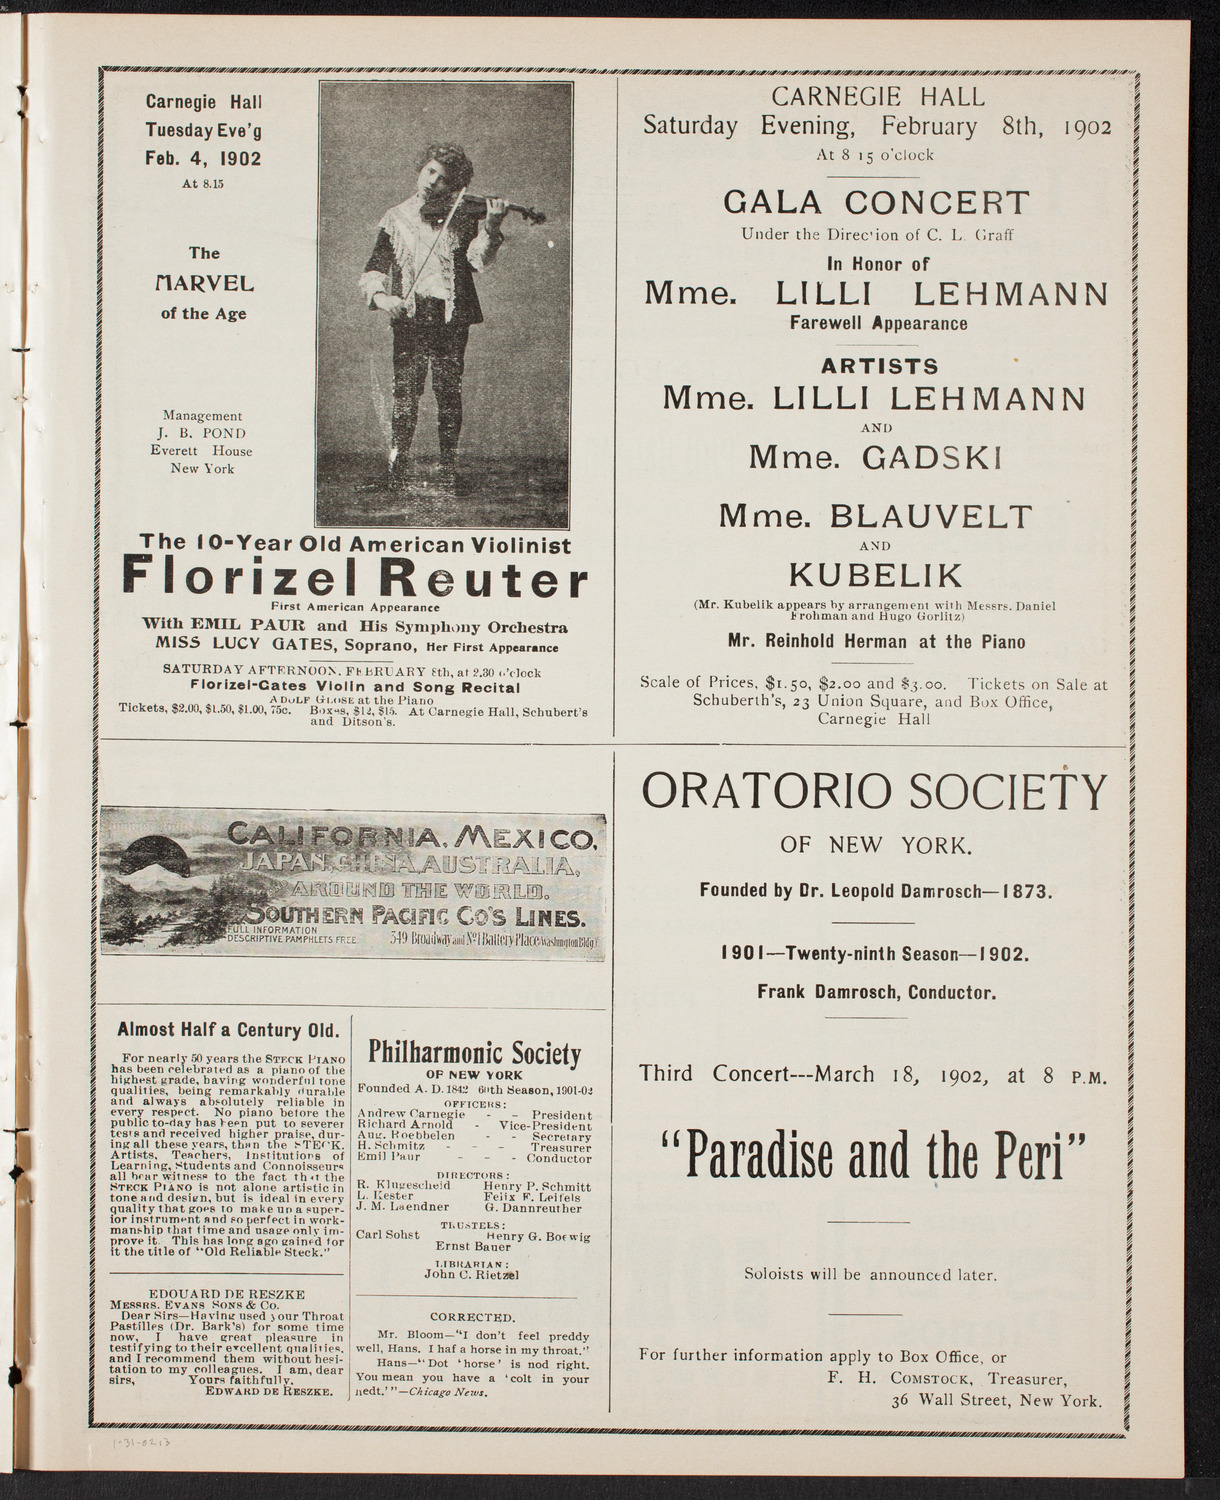 Carnegie Hall
Tuesday Eve'g
Feb. 4, 1902
At 8.15
The
MARVEL
of the Age
Management
J. B. POND
Everett House
New York
The 10-Year Old American Violinist
Florizel Reuter
First American Appearance
With EMIL PAUR and His Symphony Orchestra
MISS LUCY GATES, Soprano, Her First Appearance
SATURDAY AFTERNOON, FEBRUARY 8th, at 2.30 o'clock
Florizel-Gates Violin and Song Recital
ADOLF GLOSE at the Piano
Tickets, $2.00, $1.50, $1.00, 75c. Boxes, $12, $15. At Carnegie Hall, Schubert's
and Ditson's.
CARNEGIE HALL
Saturday Evening, February 8th, 1902
At 8 15 o'clock
GALA CONCERT
Under the Direction of C. L. Graff
In Honor of
Mme. LILLI LEHMANN
Farewell Appearance
ARTISTS
Mme. LILLI LEHMANN
AND
Mme. GADSKI
Mme. BLAUVELT
AND
KUBELIK
(Mr. Kubelik appears by arrangement with Messrs. Daniel
Frohman and Hugo Gorlitz)
Mr. Reinhold Herman at the Piano
Scale of Prices, $1.50, $2.00 and $3.00. Tickets on Sale at
Schuberth's, 23 Union Square, and Box Office,
Carnegie Hall
CALIFORNIA, MEXICO,
JAPAN, CHINA, AUSTRALIA,
AROUND THE WORLD.
SOUTHERN PACIFIC CO'S LINES.
FULL INFORMATION
DESCRIPTIVE PAMPHLETS FREE.
349 Broadway and No 1 Battery Place, Washington Bldg.
ORATORIO SOCIETY
OF NEW YORK.
Founded by Dr. Leopold Damrosch—1873.
1901—Twenty-ninth Season—1902.
Frank Damrosch, Conductor.
Third Concert---March 18, 1902, at 8 P.M.
"Paradise and the Peri"
Soloists will be announced later.
For further information apply to Box Office, or
F. H. COMSTOCK, Treasurer,
36 Wall Street, New York.
Almost Half a Century Old.
For nearly 50 years the STECK PIANO
has been celebrated as a piano of the
highest grade, having wonderful tone
qualities, being remarkably durable
and always absolutely reliable in
every respect. No piano before the
public to-day has been put to severer
tests and received higher praise, dur-
ing all these years, than the STECK.
Artists, Teachers, Institutions of
Learning, Students and Connoisseurs
all bear witness to the fact that the
STECK PIANO is not alone artistic in
tone and design, but is ideal in every
quality that goes to make up a super-
ior instrument and so perfect in work-
manship that time and usage only im-
prove it. This has long ago gained for
it the title of "Old Reliable Steck."
EDOUARD DE RESZKE
MESSRS. EVANS SONS & CO.
Dear Sirs—Having used your Throat
Pastilles (Dr. Bark's) for some time
now, I have great pleasure in
testifying to their excellent qualities,
and I recommend them without hesi-
tation to my colleagues. I am, dear
sirs, Yours faithfully,
EDWARD DE RESZKE.
Philharmonic Society
OF NEW YORK
Founded A. D. 1842 60th Season, 1901-02
OFFICERS:
Andrew Carnegie - - President
Richard Arnold - Vice-President
Aug. Roebbelen - - Secretary
H. Schmitz - - - Treasurer
Emil Paur - - - Conductor
DIRECTORS:
R. Klugescheid Henry P. Schmitt
L. Kester Felix F. Leifels
J. M. Laendner G. Dannreuther
TRUSTEES:
Carl Sohst Henry G. Boewig
Ernst Bauer
LIBRARIAN:
John C. Rietzel
CORRECTED.
Mr. Bloom—"I don't feel preddy
well, Hans. I haf a horse in my throat."
Hans—"Dot 'horse' is nod right.
You mean you have a 'colt in your
nedt.'"—Chicago News.
1-31-02:3